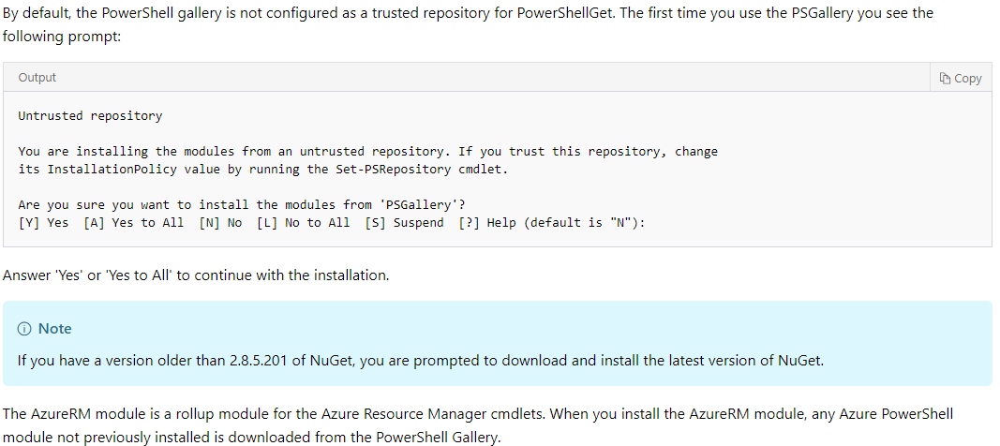 By default, the PowerShell gallery is not configured as a trusted repository for PowerShellGet. The first time you use the PSGallery you see the
following prompt:
Output
Copy
Untrusted repository
You are installing the modules from an untrusted repository. If you trust this repository, change
its InstallationPolicy value by running the Set-PSRepository cmdlet.
Are you sure you want to install the modules from 'PSGallery'?
[Y] Yes  [A] Yes to All  [N] No  [L] No to All  [S] Suspend  [?] Help (default is "N"):
Answer 'Yes' or 'Yes to All' to continue with the installation.
Note
If you have a version older than 2.8.5.201 of NuGet, you are prompted to download and install the latest version of NuGet.
The AzureRM module is a rollup module for the Azure Resource Manager cmdlets. When you install the AzureRM module, any Azure PowerShell
module not previously installed is downloaded from the PowerShell Gallery.